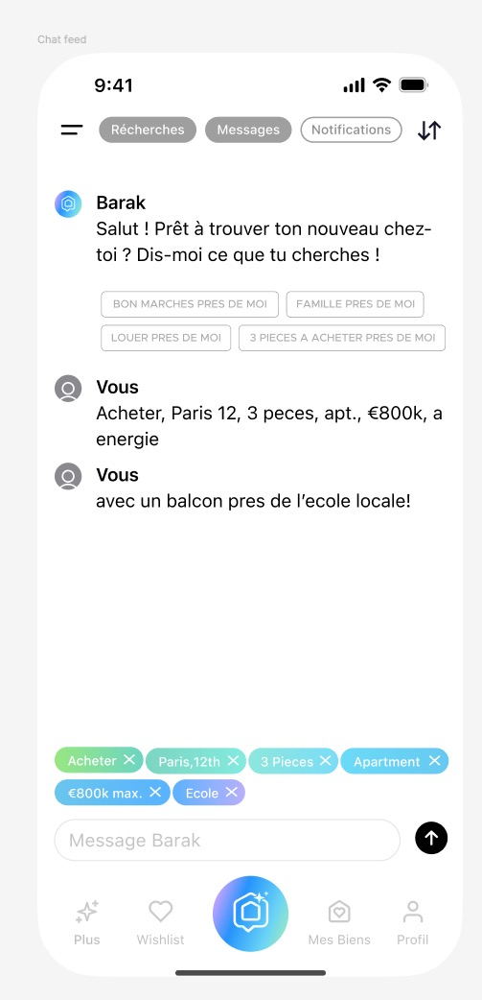 Chat feed
9:41
Récherches Messages Notifications
Barak
Salut ! Prêt à trouver ton nouveau chez-
toi ? Dis-moi ce que tu cherches !
BON MARCHES PRES DE MOI FAMILLE PRES DE MOI
LOUER PRES DE MOI 3 PIECES A ACHETER PRES DE MOI
Vous
Acheter, Paris 12, 3 peces, apt., €800k, a
energie
Vous
avec un balcon pres de l'ecole locale!
Acheter Paris,12th 3 Pieces Apartment
€800k max. Ecole
Message Barak
Plus Wishlist Mes Biens Profil